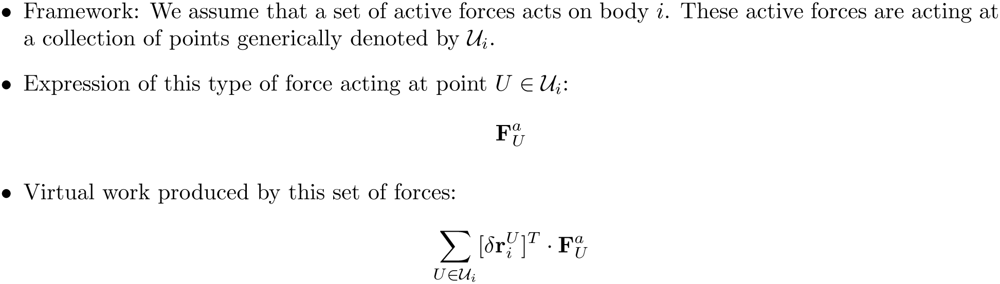 • Framework: We assume that a set of active forces acts on body $i$. These active forces are acting at
a collection of points generically denoted by $\mathcal{U}_i$.
• Expression of this type of force acting at point $U \in \mathcal{U}_i$:
$\mathbf{F}_U^a$
• Virtual work produced by this set of forces:
$\sum_{U \in \mathcal{U}_i} [\delta \mathbf{r}_i^U]^T \cdot \mathbf{F}_U^a$